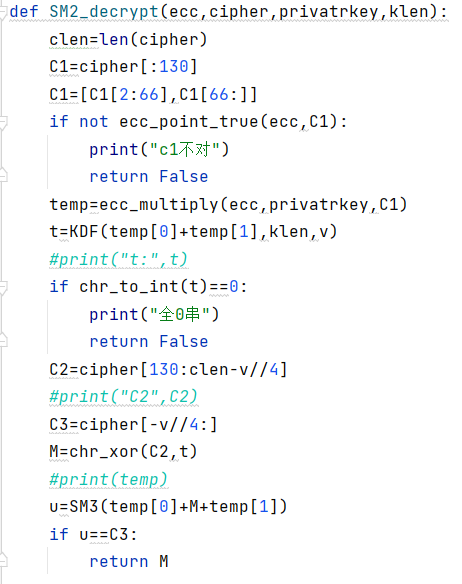 def SM2_decrypt(ecc,cipher,privatrkey,klen):
    clen=len(cipher)
    C1=cipher[:130]
    C1=[C1[2:66],C1[66:]]
    if not ecc_point_true(ecc,C1):
        print("c1不对")
        return False
    temp=ecc_multiply(ecc,privatrkey,C1)
    t=KDF(temp[0]+temp[1],klen,v)
    #print("t:",t)
    if chr_to_int(t)==0:
        print("全0串")
        return False
    C2=cipher[130:clen-v//4]
    #print("C2",C2)
    C3=cipher[-v//4:]
    M=chr_xor(C2,t)
    #print(temp)
    u=SM3(temp[0]+M+temp[1])
    if u==C3:
        return M